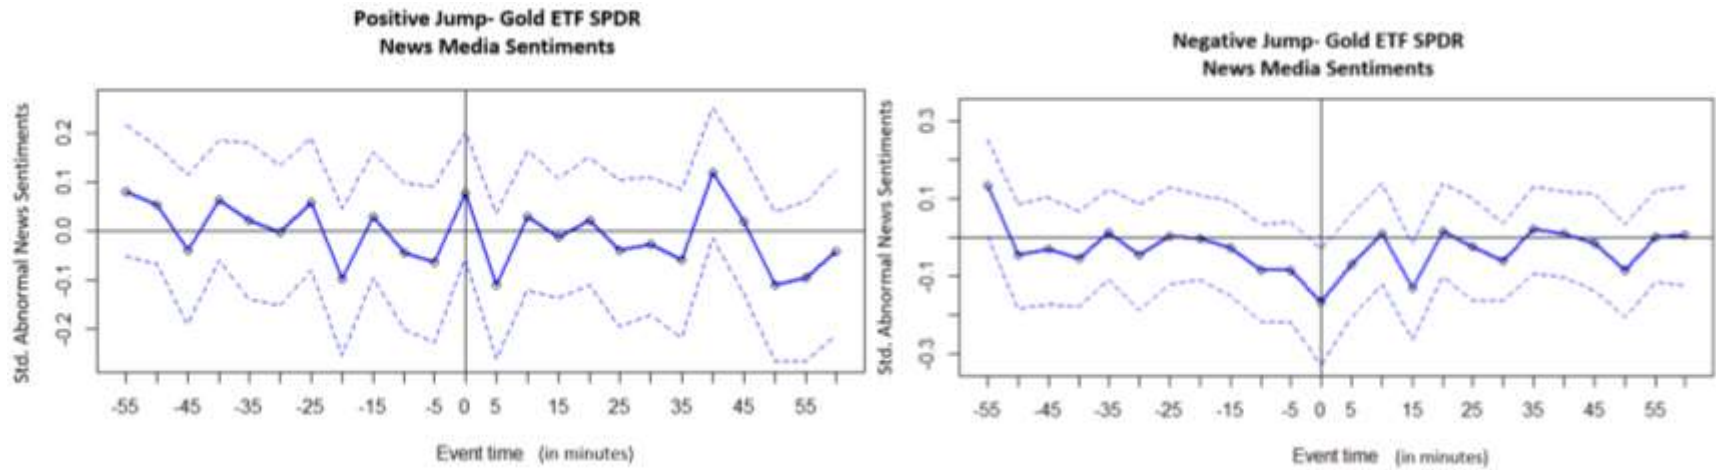 Positive Jump- Gold ETF SPDR
News Media Sentiments
Std. Abnormal News Sentiments
0.2
0.1
0.0
-0.1
-0.2
-55 -45 -35 -25 -15 -5 0 5 15 25 35 45 55
Event time (in minutes)
Negative Jump- Gold ETF SPDR
News Media Sentiments
Std. Abnormal News Sentiments
0.3
0.1
-0.1
-0.3
-55 -45 -35 -25 -15 -5 0 5 15 25 35 45 55
Event time (in minutes)